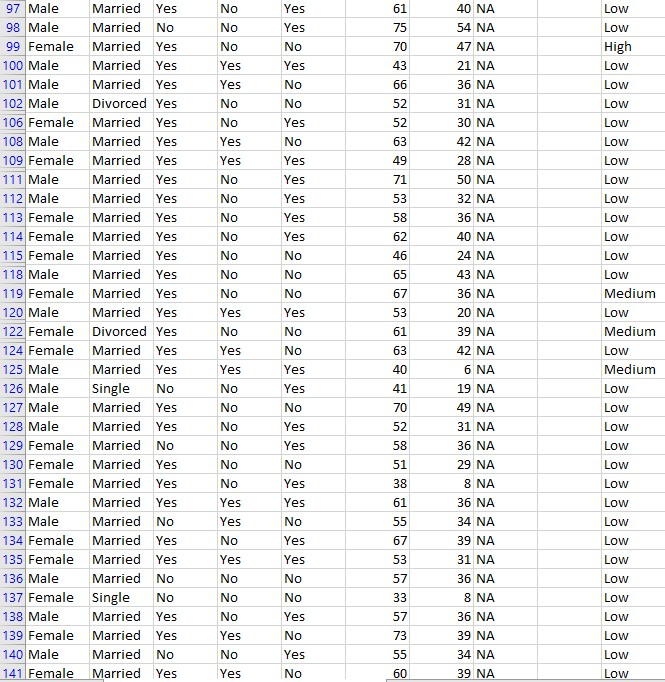 97 Male Married Yes No Yes 61 40 NA Low
98 Male Married No No Yes 75 54 NA Low
99 Female Married Yes No No 70 47 NA High
100 Male Married Yes Yes Yes 43 21 NA Low
101 Male Married Yes Yes No 66 36 NA Low
102 Male Divorced Yes No No 52 31 NA Low
106 Female Married Yes No Yes 52 30 NA Low
108 Male Married Yes Yes No 63 42 NA Low
109 Female Married Yes Yes Yes 49 28 NA Low
111 Male Married Yes No Yes 71 50 NA Low
112 Male Married Yes No Yes 53 32 NA Low
113 Female Married Yes No Yes 58 36 NA Low
114 Female Married Yes No Yes 62 40 NA Low
115 Female Married Yes No No 46 24 NA Low
118 Male Married Yes No No 65 43 NA Low
119 Female Married Yes No No 67 36 NA Medium
120 Male Married Yes Yes Yes 53 20 NA Low
122 Female Divorced Yes No No 61 39 NA Medium
124 Female Married Yes Yes No 63 42 NA Low
125 Male Married Yes Yes Yes 40 6 NA Medium
126 Male Single No No Yes 41 19 NA Low
127 Male Married Yes No No 70 49 NA Low
128 Male Married Yes No Yes 52 31 NA Low
129 Female Married No No Yes 58 36 NA Low
130 Female Married Yes No No 51 29 NA Low
131 Female Married Yes No Yes 38 8 NA Low
132 Male Married Yes Yes Yes 61 36 NA Low
133 Male Married No Yes No 55 34 NA Low
134 Female Married Yes No Yes 67 39 NA Low
135 Female Married Yes Yes Yes 53 31 NA Low
136 Male Married No No No 57 36 NA Low
137 Female Single No No No 33 8 NA Low
138 Male Married Yes No Yes 57 36 NA Low
139 Female Married Yes Yes No 73 39 NA Low
140 Male Married No No Yes 55 34 NA Low
141 Female Married Yes Yes No 60 39 NA Low